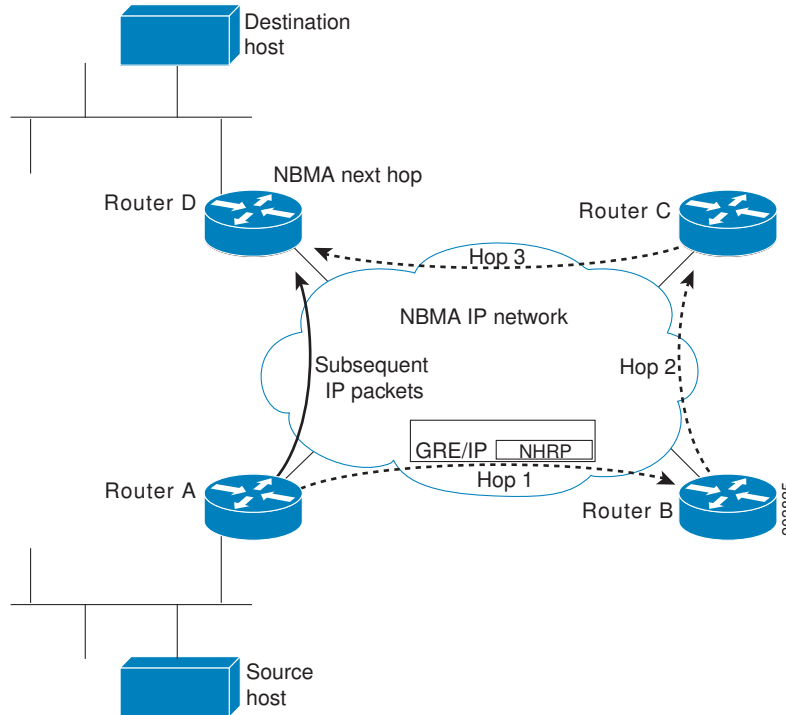 Destination
host
NBMA next hop
Router D
Router C
Hop 3
NBMA IP network
Subsequent
IP packets
Hop 2
GRE/IP
NHRP
Router A
Hop 1
Router B
Source
host